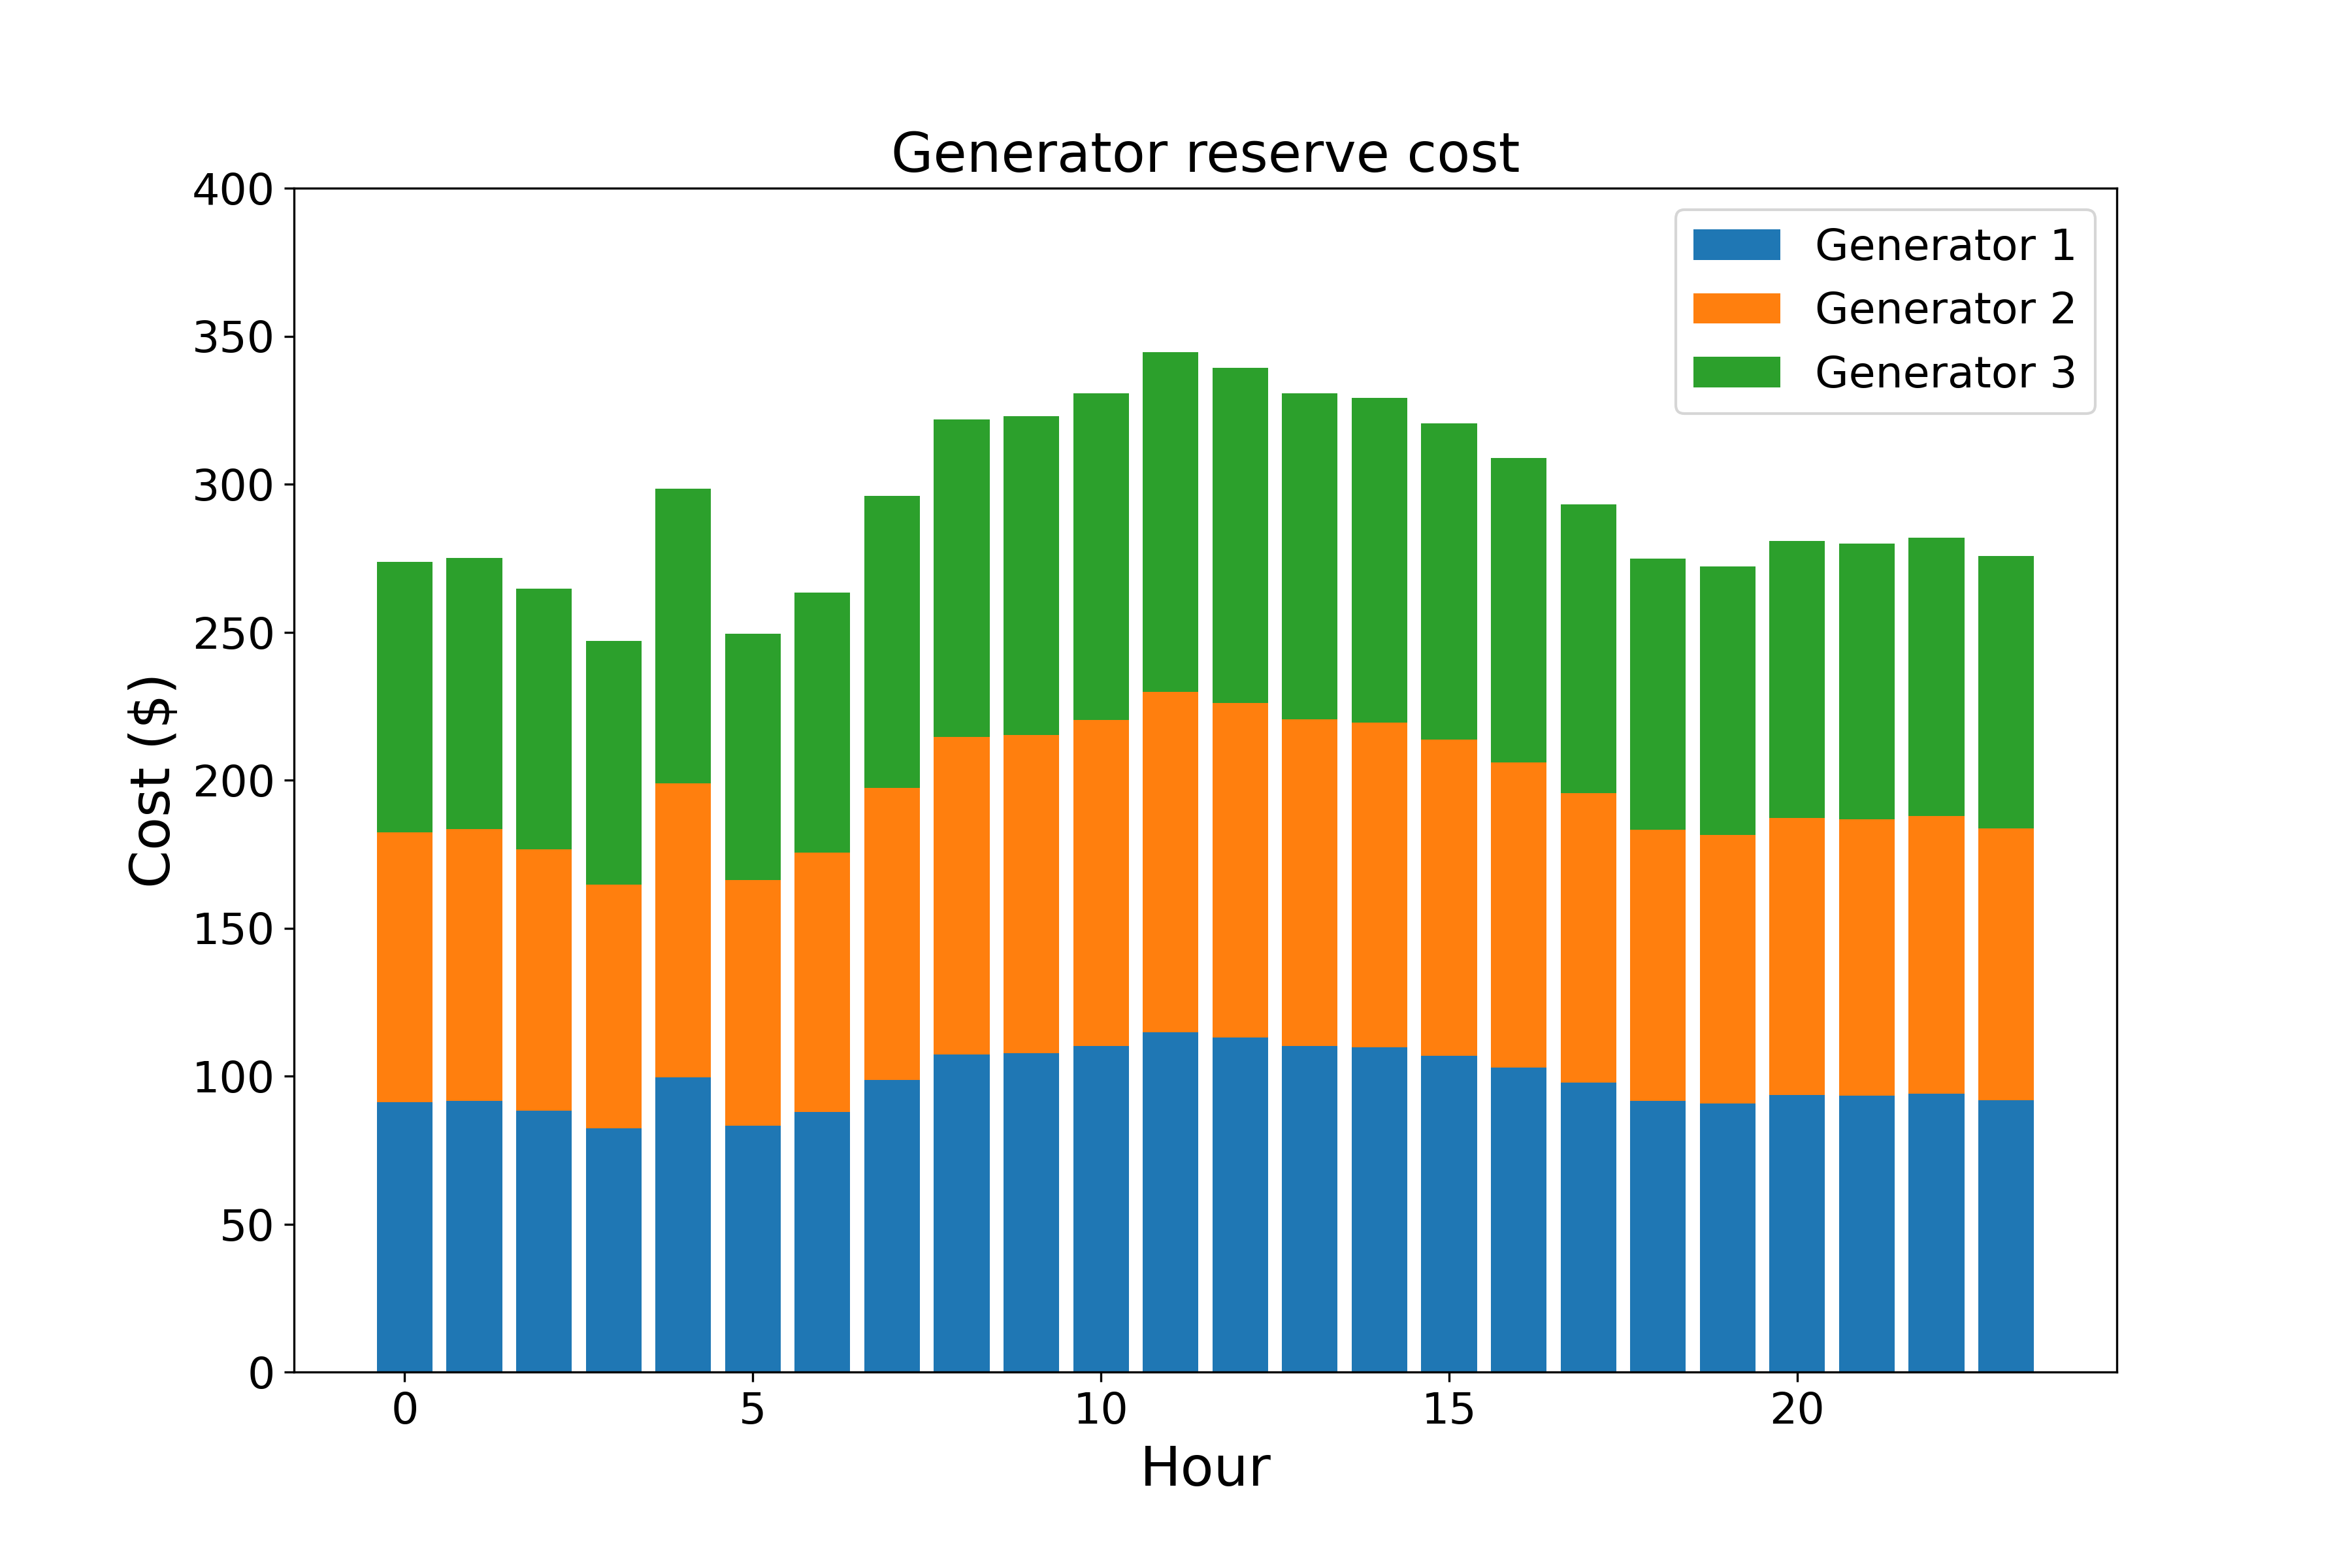 Generator reserve cost
400
350
300
250
200
150
100
50
0
Cost ($)
Generator 1
Generator 2
Generator 3
0 5 10 15 20
Hour